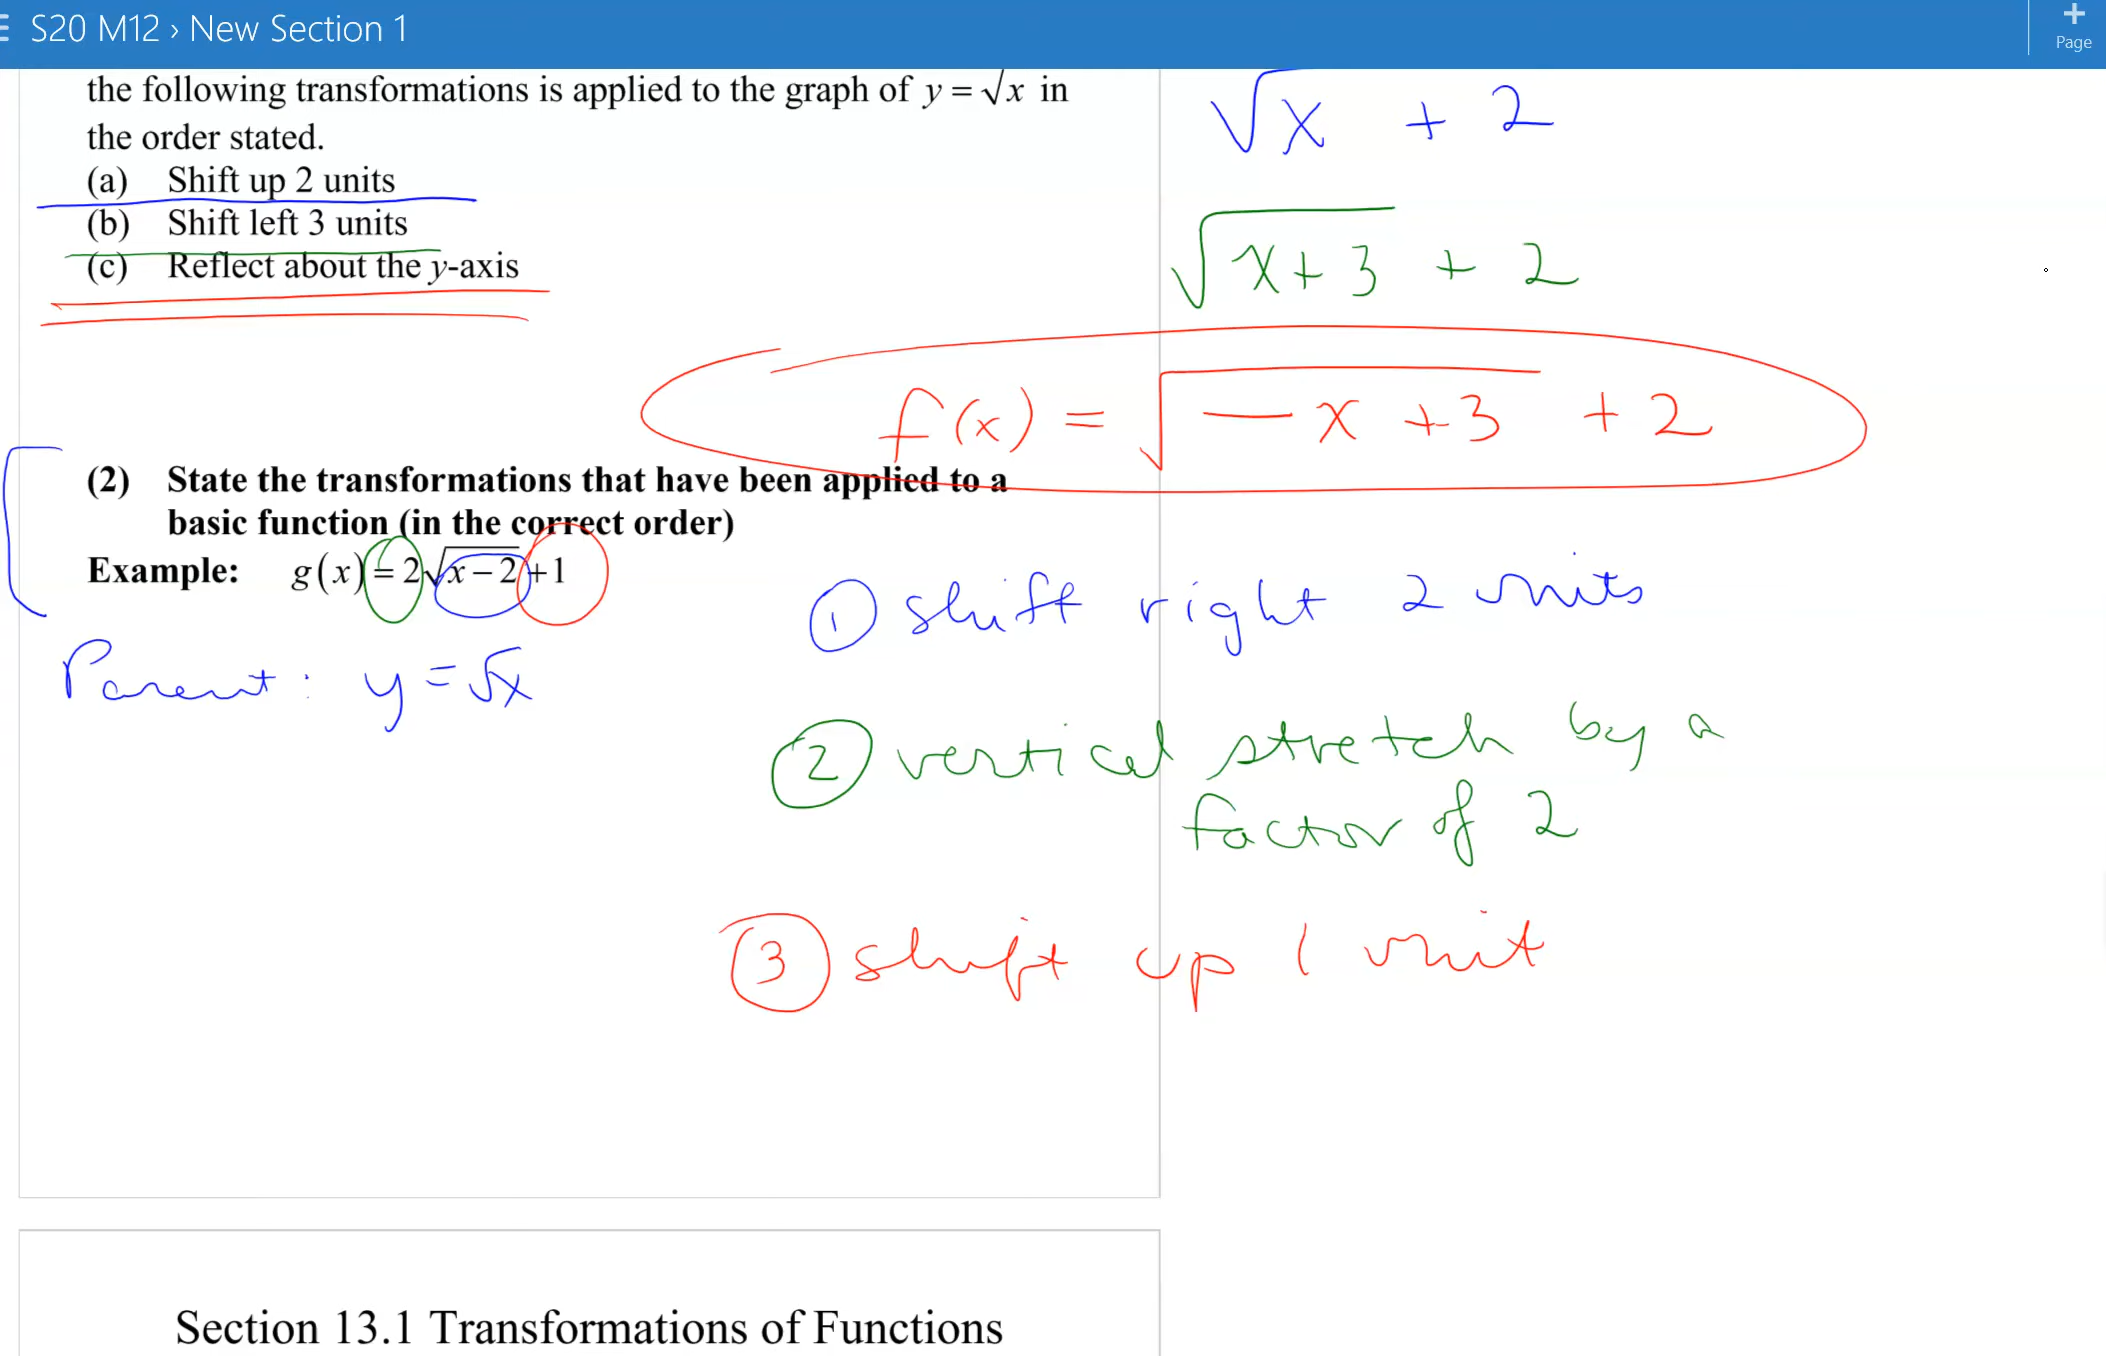 S20 M12 › New Section 1
+
Page
the following transformations is applied to the graph of y = √x in
the order stated.
(a) Shift up 2 units
(b) Shift left 3 units
(c) Reflect about the y-axis
√x + 2
√x+3 + 2
f(x) = √-x +3 + 2
(2) State the transformations that have been applied to a
basic function (in the correct order)
Example: g(x) = 2√x−2 +1
Parent: y = √x
① shift right 2 units
② vertical stretch by a
factor of 2
③ shift up 1 unit
Section 13.1 Transformations of Functions